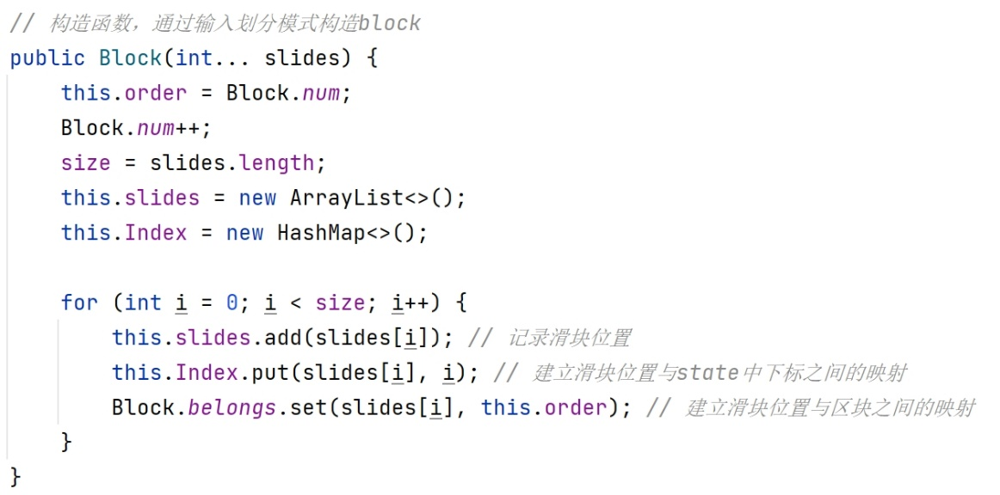 // 构造函数，通过输入划分模式构造block
public Block(int... slides) {
    this.order = Block.num;
    Block.num++;
    size = slides.length;
    this.slides = new ArrayList<>();
    this.Index = new HashMap<>();

    for (int i = 0; i < size; i++) {
        this.slides.add(slides[i]); // 记录滑块位置
        this.Index.put(slides[i], i); // 建立滑块位置与state中下标之间的映射
        Block.belongs.set(slides[i], this.order); // 建立滑块位置与区块之间的映射
    }
}